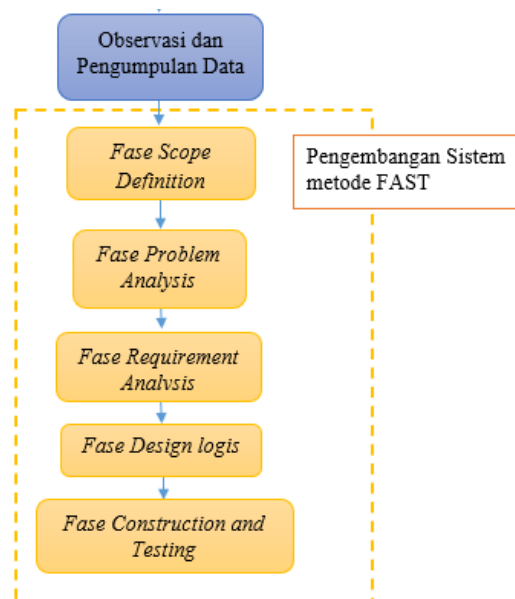 Observasi dan
Pengumpulan Data
Fase Scope
Definition
Pengembangan Sistem
metode FAST
Fase Problem
Analysis
Fase Requirement
Analysis
Fase Design logis
Fase Construction and
Testing